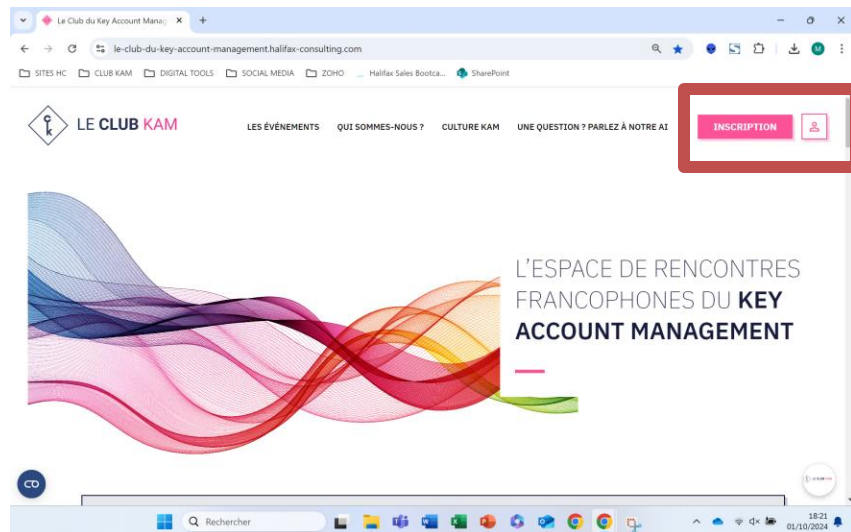 Le Club du Key Account Manag
le-club-du-key-account-management.halifax-consulting.com
M
SITES HC CLUB KAM DIGITAL TOOLS SOCIAL MEDIA ZOHO Halifax Sales Bootca... SharePoint
LE CLUB KAM
LES ÉVÉNEMENTS QUI SOMMES-NOUS ? CULTURE KAM UNE QUESTION ? PARLEZ À NOTRE AI INSCRIPTION
L'ESPACE DE RENCONTRES
FRANCOPHONES DU KEY
ACCOUNT MANAGEMENT
Rechercher
18:21
01/10/2024